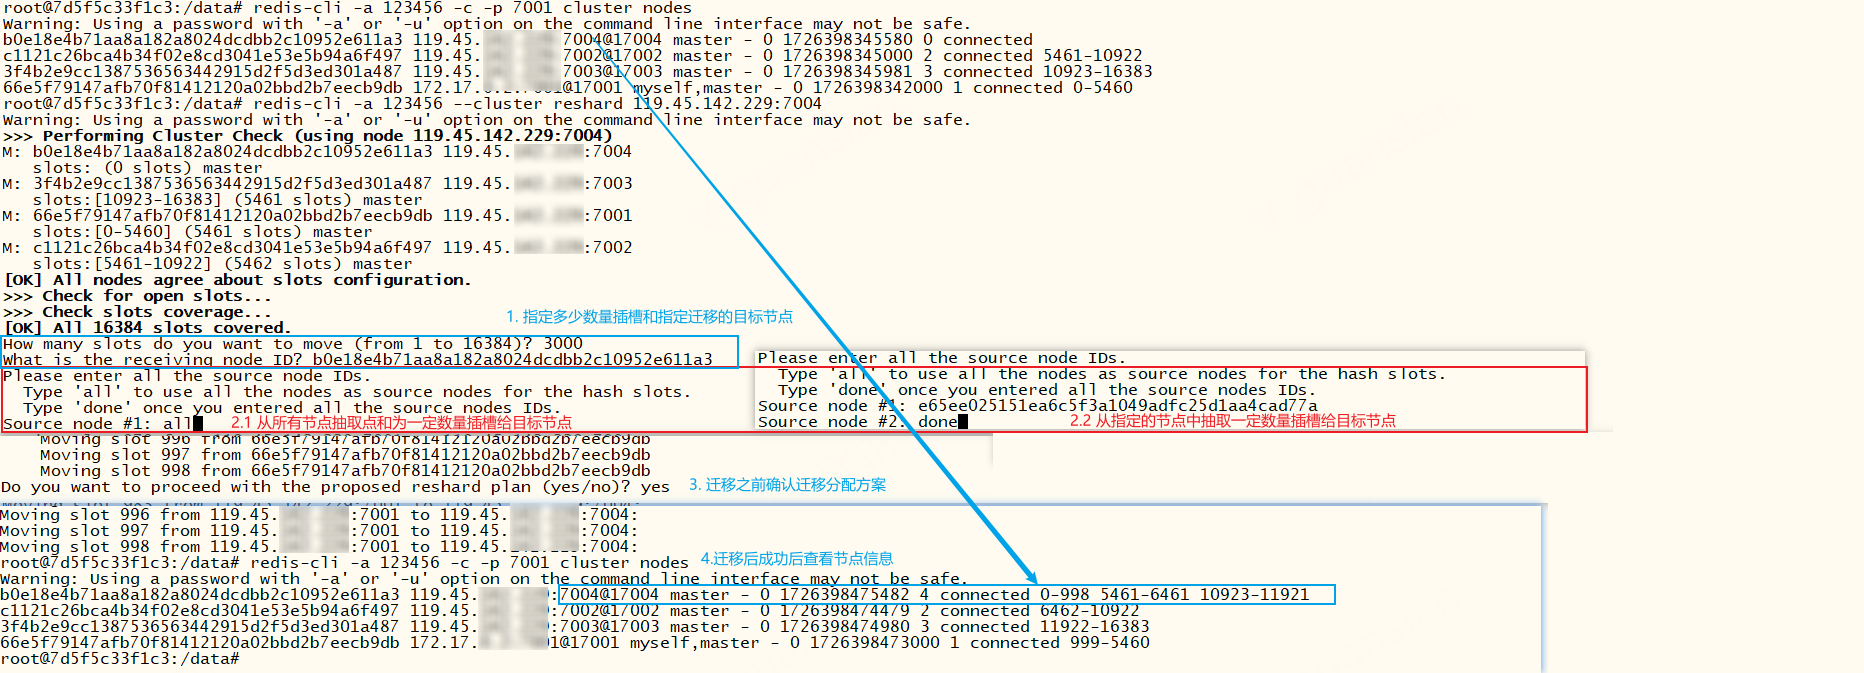 root@7d5f5c33f1c3:/data# redis-cli -a 123456 -c -p 7001 cluster nodes
Warning: Using a password with '-a' or '-u' option on the command line interface may not be safe.
b0e18e4b71aa8a182a8024dcdbb2c10952e611a3 119.45. 7004@17004 master - 0 1726398345580 0 connected
c1121c26bca4b34f02e8cd3041e53e5b94a6f497 119.45. 7002@17002 master - 0 1726398345000 2 connected 5461-10922
3f4b2e9cc1387536563442915d2f5d3ed301a487 119.45. 7003@17003 master - 0 1726398345981 3 connected 10923-16383
66e5f79147afb70f81412120a02bbd2b7eecb9db 172.17. @17001 myself,master - 0 1726398342000 1 connected 0-5460
root@7d5f5c33f1c3:/data# redis-cli -a 123456 --cluster reshard 119.45.142.229:7004
Warning: Using a password with '-a' or '-u' option on the command line interface may not be safe.
>>> Performing Cluster Check (using node 119.45.142.229:7004)
M: b0e18e4b71aa8a182a8024dcdbb2c10952e611a3 119.45. :7004
slots: (0 slots) master
M: 3f4b2e9cc1387536563442915d2f5d3ed301a487 119.45. :7003
slots:[10923-16383] (5461 slots) master
M: 66e5f79147afb70f81412120a02bbd2b7eecb9db 119.45. :7001
slots:[0-5460] (5461 slots) master
M: c1121c26bca4b34f02e8cd3041e53e5b94a6f497 119.45. :7002
slots:[5461-10922] (5462 slots) master
[OK] All nodes agree about slots configuration.
>>> Check for open slots...
>>> Check slots coverage...
[OK] All 16384 slots covered.
1. 指定多少数量插槽和指定迁移的目标节点
How many slots do you want to move (from 1 to 16384)? 3000
What is the receiving node ID? b0e18e4b71aa8a182a8024dcdbb2c10952e611a3
Please enter all the source node IDs.
Type 'all' to use all the nodes as source nodes for the hash slots.
Type 'done' once you entered all the source nodes IDs.
Source node #1: all
2.1 从所有节点抽取点和为一定数量插槽给目标节点
Please enter all the source node IDs.
Type 'all' to use all the nodes as source nodes for the hash slots.
Type 'done' once you entered all the source nodes IDs.
Source node #1: e65ee025151ea6c5f3a1049adfc25d1aa4cad77a
Source node #2: done
2.2 从指定的节点中抽取一定数量插槽给目标节点
Moving slot 996 from 66e5f79147afb70f81412120a02bbd2b7eecb9db
Moving slot 997 from 66e5f79147afb70f81412120a02bbd2b7eecb9db
Moving slot 998 from 66e5f79147afb70f81412120a02bbd2b7eecb9db
Do you want to proceed with the proposed reshard plan (yes/no)? yes
3. 迁移之前确认迁移分配方案
Moving slot 996 from 119.45. :7001 to 119.45. :7004:
Moving slot 997 from 119.45. :7001 to 119.45. :7004:
Moving slot 998 from 119.45. :7001 to 119.45. :7004:
root@7d5f5c33f1c3:/data# redis-cli -a 123456 -c -p 7001 cluster nodes
4.迁移后成功后查看节点信息
Warning: Using a password with '-a' or '-u' option on the command line interface may not be safe.
b0e18e4b71aa8a182a8024dcdbb2c10952e611a3 119.45. :7004@17004 master - 0 1726398475482 4 connected 0-998 5461-6461 10923-11921
c1121c26bca4b34f02e8cd3041e53e5b94a6f497 119.45. :7002@17002 master - 0 1726398474479 2 connected 6462-10922
3f4b2e9cc1387536563442915d2f5d3ed301a487 119.45. :7003@17003 master - 0 1726398474980 3 connected 11922-16383
66e5f79147afb70f81412120a02bbd2b7eecb9db 172.17. 1@17001 myself,master - 0 1726398473000 1 connected 999-5460
root@7d5f5c33f1c3:/data#